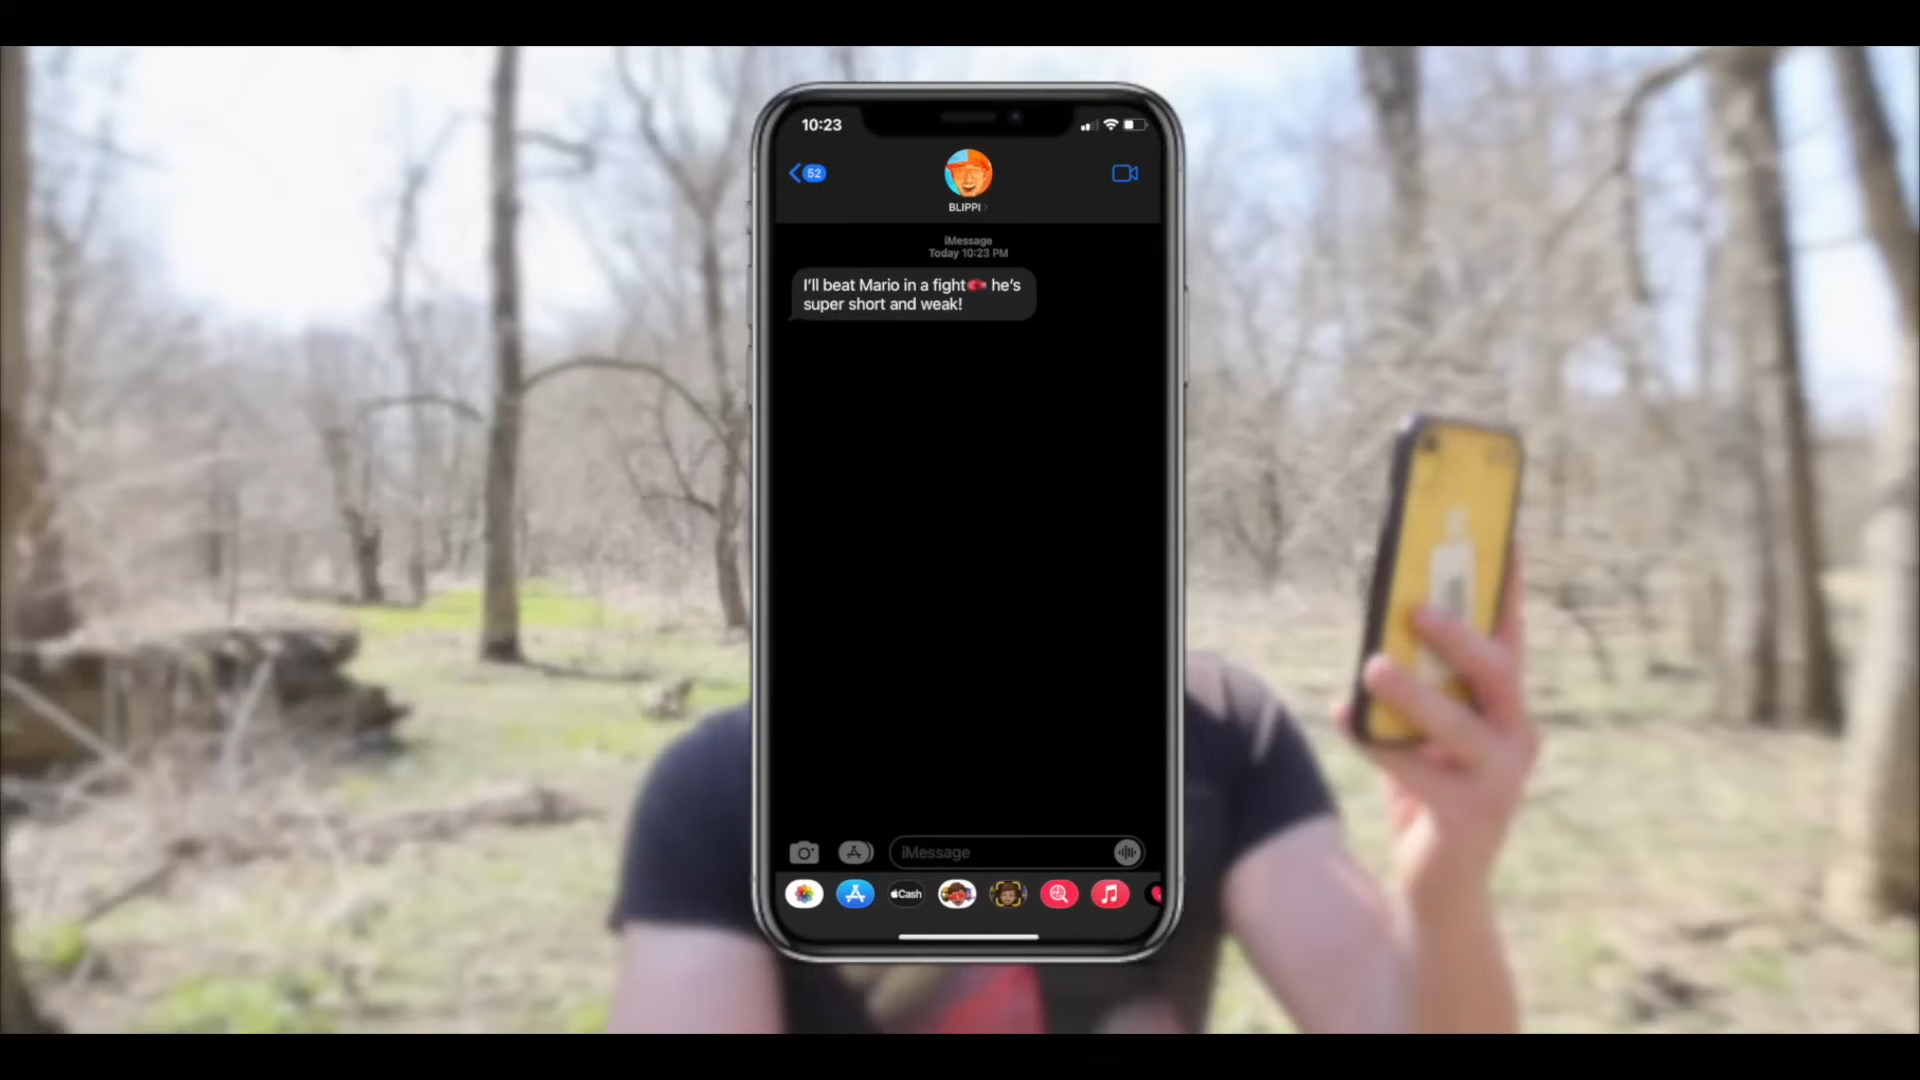 10:23
52
BLIPPI
iMessage
Today 10:23 PM
I'll beat Mario in a fight🥊 he's
super short and weak!
iMessage
Cash